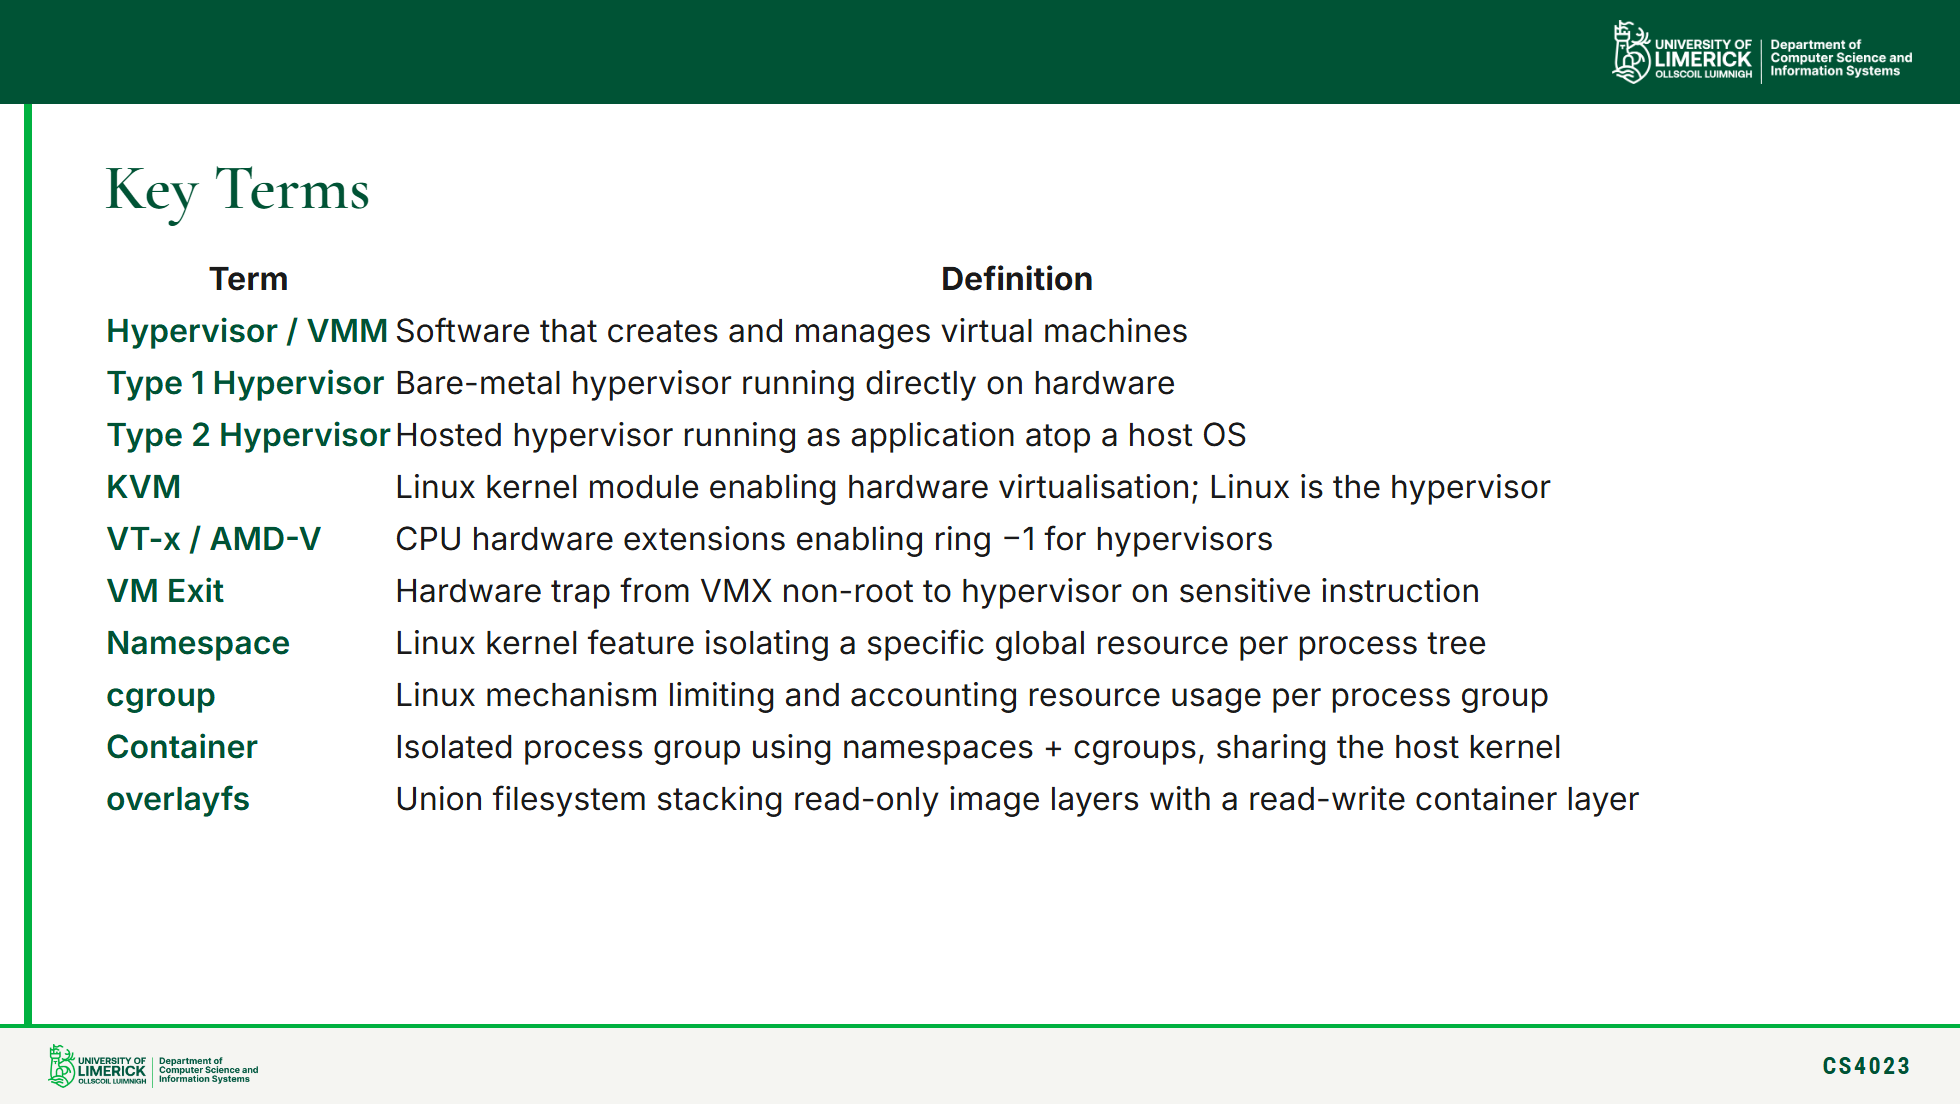 UNIVERSITY OF
LIMERICK
OLLSCOIL LUIMNIGH
Department of
Computer Science and
Information Systems
Key Terms
Term Definition
Hypervisor / VMM Software that creates and manages virtual machines
Type 1 Hypervisor Bare-metal hypervisor running directly on hardware
Type 2 Hypervisor Hosted hypervisor running as application atop a host OS
KVM Linux kernel module enabling hardware virtualisation; Linux is the hypervisor
VT-x / AMD-V CPU hardware extensions enabling ring −1 for hypervisors
VM Exit Hardware trap from VMX non-root to hypervisor on sensitive instruction
Namespace Linux kernel feature isolating a specific global resource per process tree
cgroup Linux mechanism limiting and accounting resource usage per process group
Container Isolated process group using namespaces + cgroups, sharing the host kernel
overlayfs Union filesystem stacking read-only image layers with a read-write container layer
UNIVERSITY OF
LIMERICK
OLLSCOIL LUIMNIGH
Department of
Computer Science and
Information Systems
CS4023